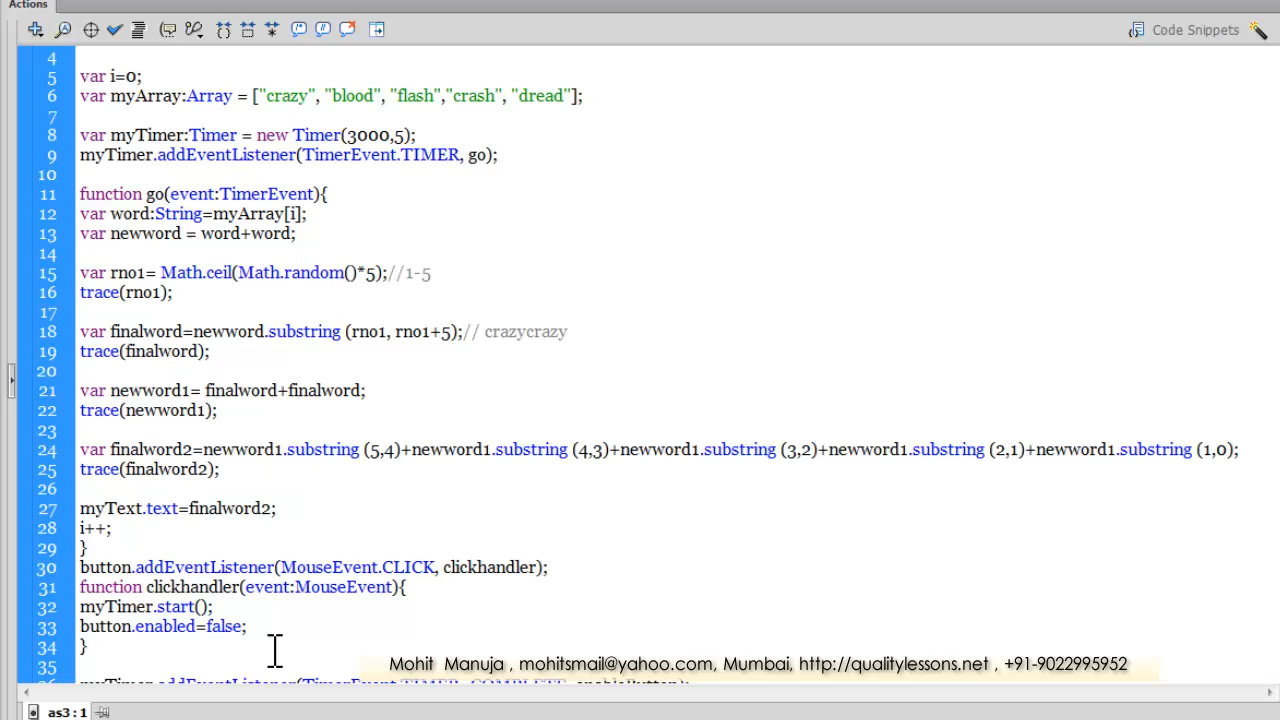 Actions
Code Snippets
4
5 var i=0;
6 var myArray:Array = ["crazy", "blood", "flash","crash", "dread"];
7
8 var myTimer:Timer = new Timer(3000,5);
9 myTimer.addEventListener(TimerEvent.TIMER, go);
10
11 function go(event:TimerEvent){
12 var word:String=myArray[i];
13 var newword = word+word;
14
15 var rno1= Math.ceil(Math.random()*5);//1-5
16 trace(rno1);
17
18 var finalword=newword.substring (rno1, rno1+5);// crazycrazy
19 trace(finalword);
20
21 var newword1= finalword+finalword;
22 trace(newword1);
23
24 var finalword2=newword1.substring (5,4)+newword1.substring (4,3)+newword1.substring (3,2)+newword1.substring (2,1)+newword1.substring (1,0);
25 trace(finalword2);
26
27 myText.text=finalword2;
28 i++;
29 }
30 button.addEventListener(MouseEvent.CLICK, clickhandler);
31 function clickhandler(event:MouseEvent){
32 myTimer.start();
33 button.enabled=false;
34 }
35
Mohit Manuja , mohitsmail@yahoo.com, Mumbai, http://qualitylessons.net , +91-9022995952
myTimer.addEventListener(TimerEvent.TIMER_COMPLETE, enableButton);
as3:1